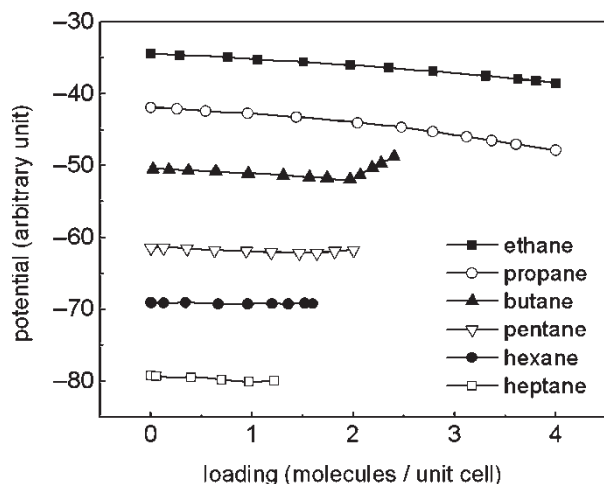 −30
−40
−50
−60
−70
−80
potential (arbitrary unit)
ethane
propane
butane
pentane
hexane
heptane
0 1 2 3 4
loading (molecules / unit cell)